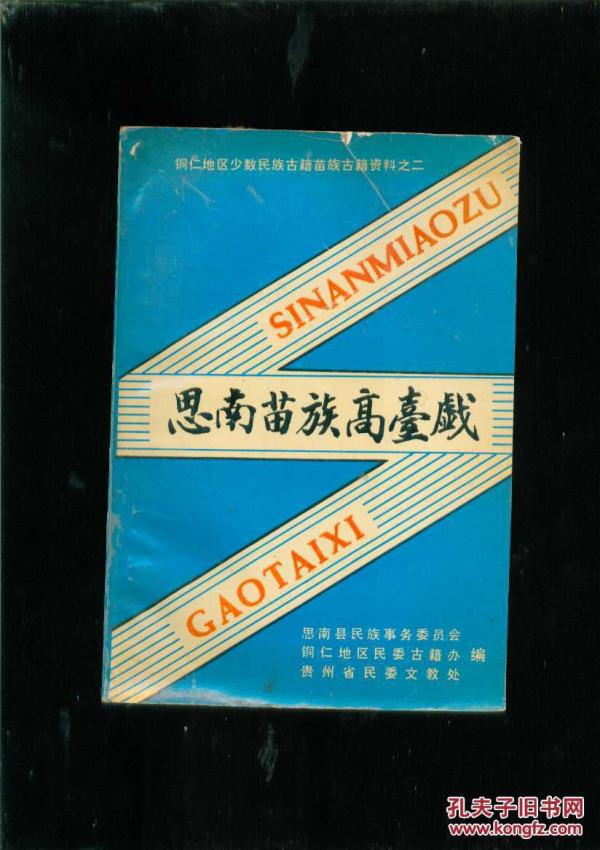 铜仁地区少数民族古籍苗族古籍资料之二
SINANMIAOZU
思南苗族高臺戯
GAOTAIXI
思南县民族事务委员会
铜仁地区民委古籍办 编
贵州省民委文教处
孔夫子旧书网
www.kongfz.com